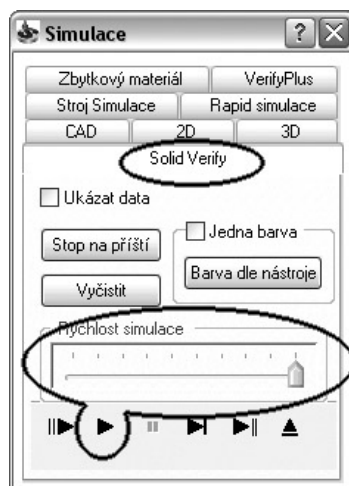 Simulace
Zbytkový materiál VerifyPlus
Stroj Simulace Rapid simulace
CAD 2D 3D
Solid Verify
Ukázat data
Jedna barva
Stop na příští
Barva dle nástroje
Vyčistit
Rychlost simulace